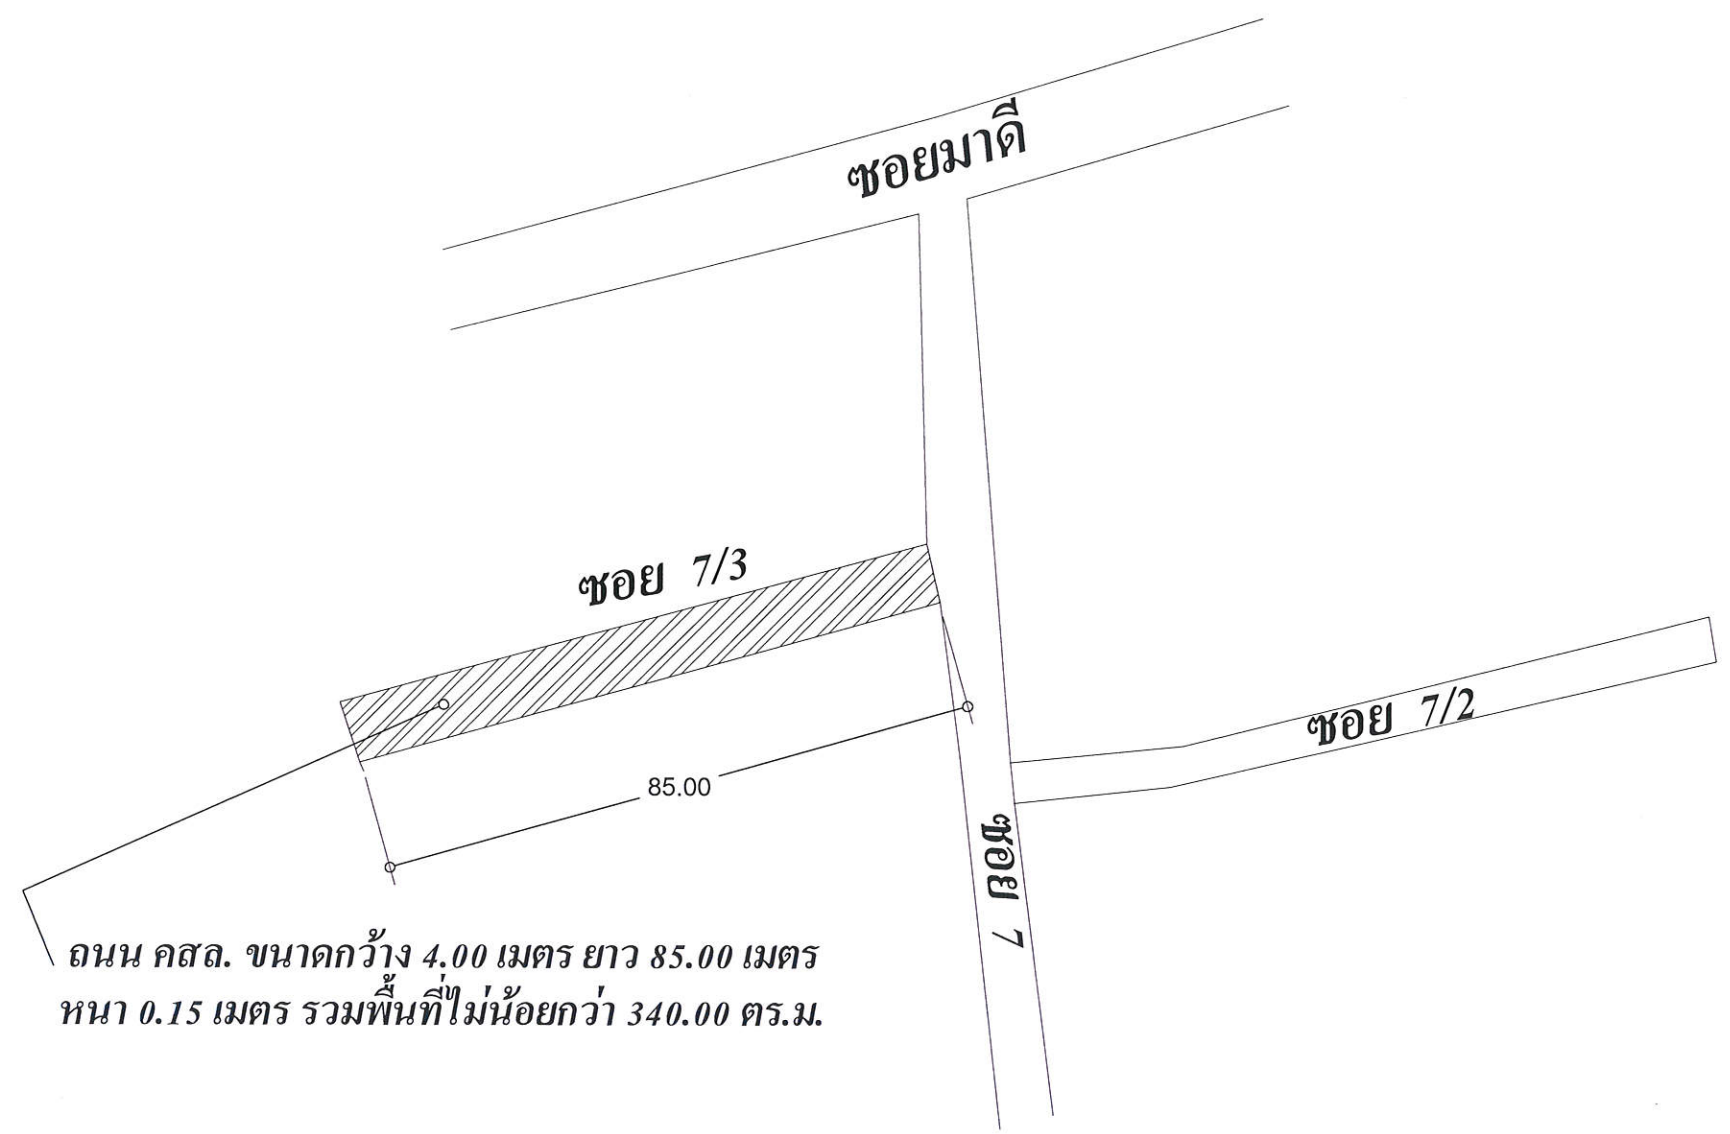 ซอยมาดี
ซอย 7/3
ซอย 7/2
85.00
ซอย 7
ถนน คสล. ขนาดกว้าง 4.00 เมตร ยาว 85.00 เมตร
หนา 0.15 เมตร รวมพื้นที่ไม่น้อยกว่า 340.00 ตร.ม.